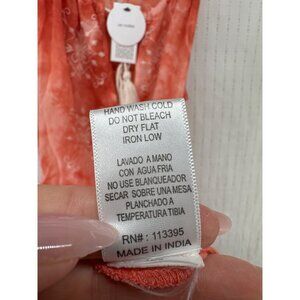 HAND WASH COLD
DO NOT BLEACH
DRY FLAT
IRON LOW
LAVADO A MANO
CON AGUA FRIA
NO USE BLANQUEADOR
SECAR SOBRE UNA MESA
PLANCHADO A
TEMPERATURA TIBIA
RN#: 113395
MADE IN INDIA